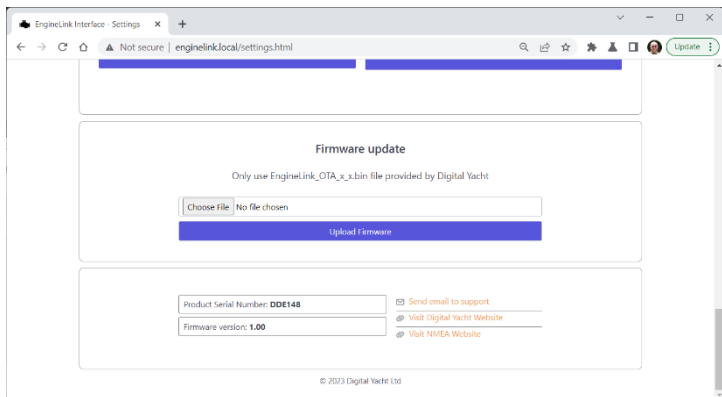 EngineLink Interface - Settings
Not secure | enginelink.local/settings.html
Update
Firmware update
Only use EngineLink_OTA_x_x.bin file provided by Digital Yacht
Choose File No file chosen
Upload Firmware
Product Serial Number: DDE148
Send email to support
Visit Digital Yacht Website
Firmware version: 1.00
Visit NMEA Website
© 2023 Digital Yacht Ltd